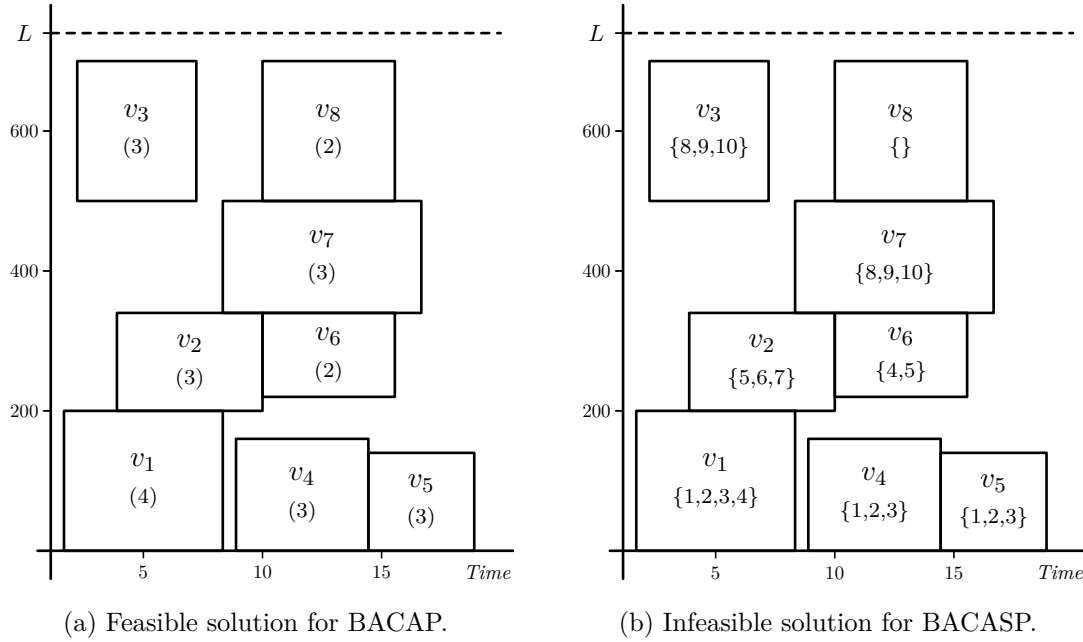 L
600
400
200
5
10
15
Time
v3
(3)
v8
(2)
v7
(3)
v2
(3)
v6
(2)
v1
(4)
v4
(3)
v5
(3)
(a) Feasible solution for BACAP.
L
600
400
200
5
10
15
Time
v3
{8,9,10}
v8
{}
v7
{8,9,10}
v2
{5,6,7}
v6
{4,5}
v1
{1,2,3,4}
v4
{1,2,3}
v5
{1,2,3}
(b) Infeasible solution for BACASP.